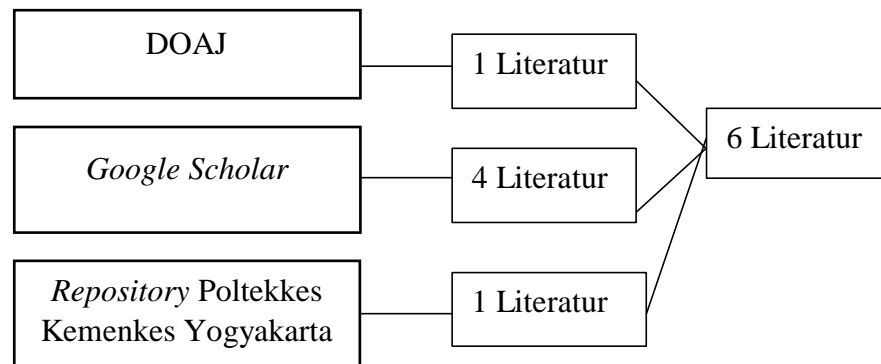 DOAJ
1 Literatur
Google Scholar
4 Literatur
6 Literatur
Repository Poltekkes
Kemenkes Yogyakarta
1 Literatur